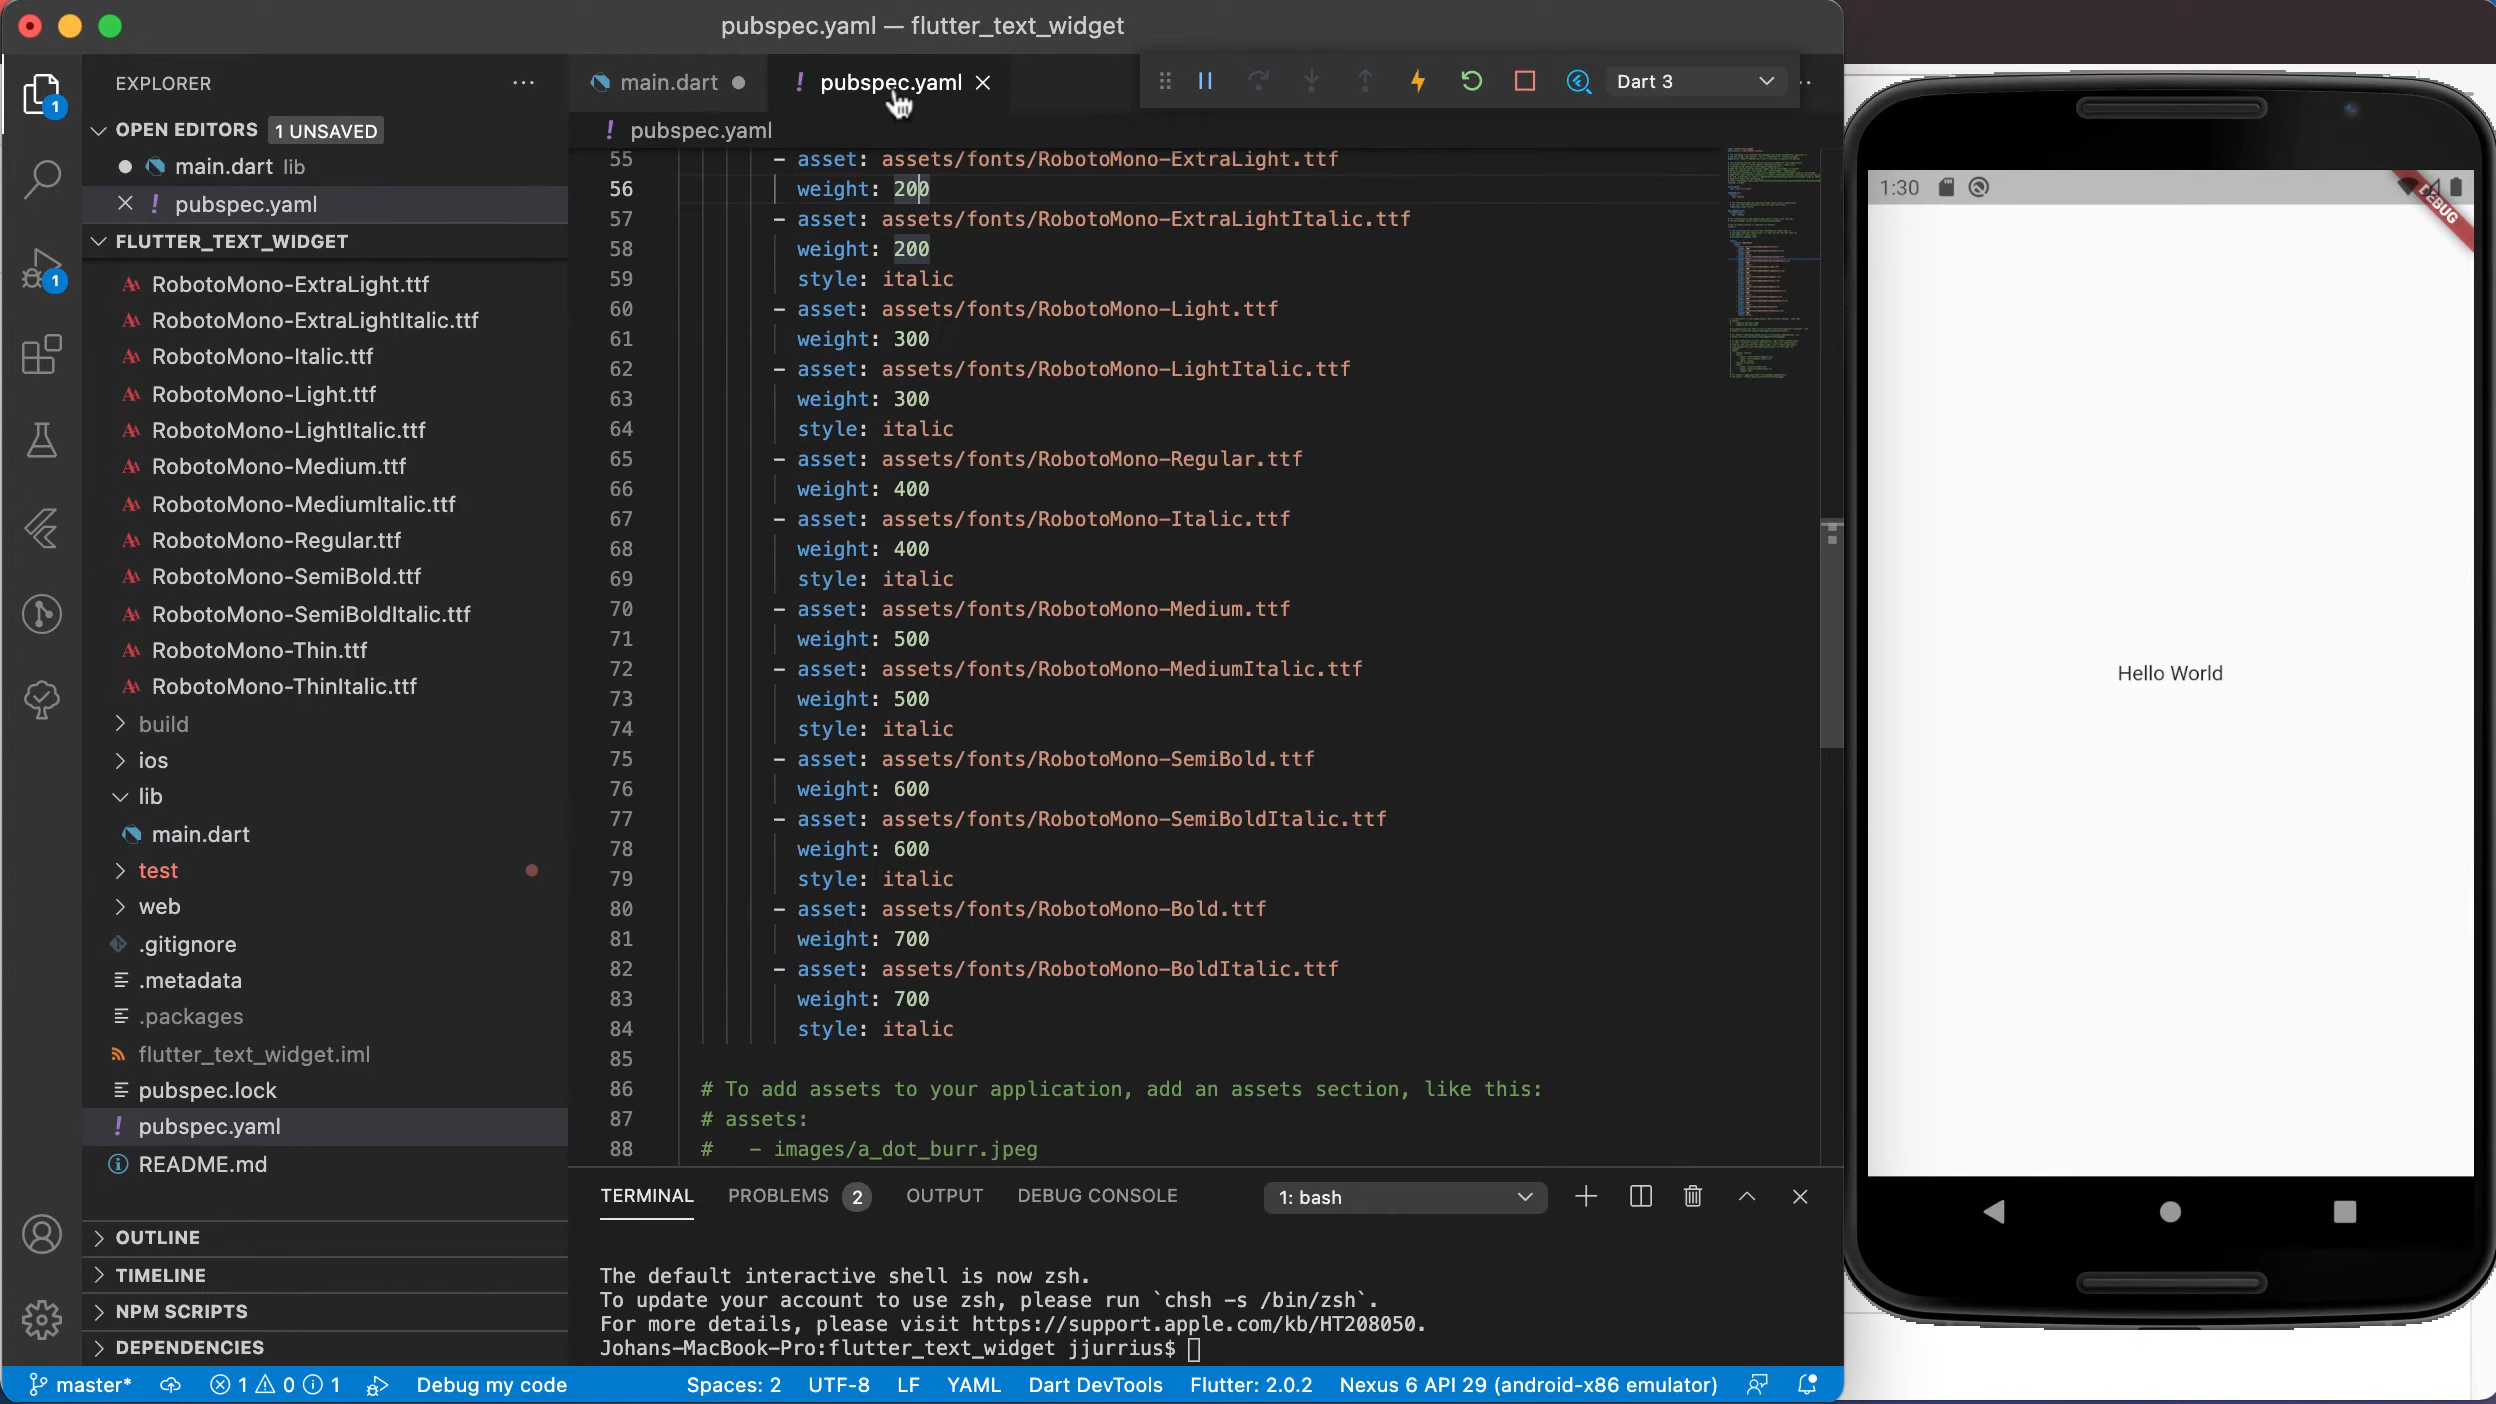 pubspec.yaml — flutter_text_widget
EXPLORER
main.dart
pubspec.yaml
Dart 3
OPEN EDITORS 1 UNSAVED
main.dart lib
pubspec.yaml
FLUTTER_TEXT_WIDGET
RobotoMono-ExtraLight.ttf
RobotoMono-ExtraLightItalic.ttf
RobotoMono-Italic.ttf
RobotoMono-Light.ttf
RobotoMono-LightItalic.ttf
RobotoMono-Medium.ttf
RobotoMono-MediumItalic.ttf
RobotoMono-Regular.ttf
RobotoMono-SemiBold.ttf
RobotoMono-SemiBoldItalic.ttf
RobotoMono-Thin.ttf
RobotoMono-ThinItalic.ttf
build
ios
lib
main.dart
test
web
.gitignore
.metadata
.packages
flutter_text_widget.iml
pubspec.lock
pubspec.yaml
README.md
OUTLINE
TIMELINE
NPM SCRIPTS
DEPENDENCIES
1
1
! pubspec.yaml
55 - asset: assets/fonts/RobotoMono-ExtraLight.ttf
56 weight: 200
57 - asset: assets/fonts/RobotoMono-ExtraLightItalic.ttf
58 weight: 200
59 style: italic
60 - asset: assets/fonts/RobotoMono-Light.ttf
61 weight: 300
62 - asset: assets/fonts/RobotoMono-LightItalic.ttf
63 weight: 300
64 style: italic
65 - asset: assets/fonts/RobotoMono-Regular.ttf
66 weight: 400
67 - asset: assets/fonts/RobotoMono-Italic.ttf
68 weight: 400
69 style: italic
70 - asset: assets/fonts/RobotoMono-Medium.ttf
71 weight: 500
72 - asset: assets/fonts/RobotoMono-MediumItalic.ttf
73 weight: 500
74 style: italic
75 - asset: assets/fonts/RobotoMono-SemiBold.ttf
76 weight: 600
77 - asset: assets/fonts/RobotoMono-SemiBoldItalic.ttf
78 weight: 600
79 style: italic
80 - asset: assets/fonts/RobotoMono-Bold.ttf
81 weight: 700
82 - asset: assets/fonts/RobotoMono-BoldItalic.ttf
83 weight: 700
84 style: italic
85
86 # To add assets to your application, add an assets section, like this:
87 # assets:
88 #   - images/a_dot_burr.jpeg
TERMINAL PROBLEMS 2 OUTPUT DEBUG CONSOLE 1: bash
The default interactive shell is now zsh.
To update your account to use zsh, please run `chsh -s /bin/zsh`.
For more details, please visit https://support.apple.com/kb/HT208050.
Johans-MacBook-Pro:flutter_text_widget jjurrius$
master* 1 0 1 Debug my code Spaces: 2 UTF-8 LF YAML Dart DevTools Flutter: 2.0.2 Nexus 6 API 29 (android-x86 emulator)
1:30
DEBUG
Hello World